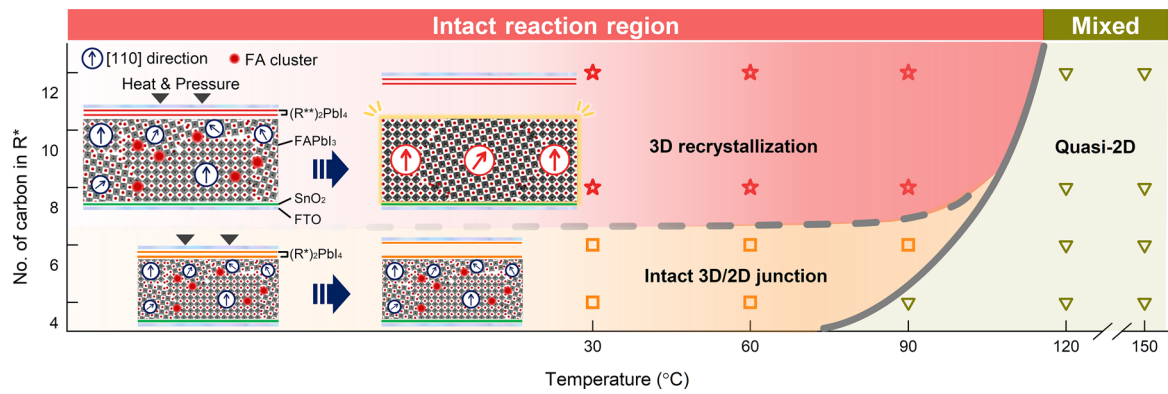 Intact reaction region
Mixed
[110] direction
FA cluster
Heat & Pressure
(R**)₂PbI₄
FAPbI₃
SnO₂
FTO
3D recrystallization
Quasi-2D
(R*)₂PbI₄
Intact 3D/2D junction
No. of carbon in R*
12
10
8
6
4
30
60
90
120
150
Temperature (°C)